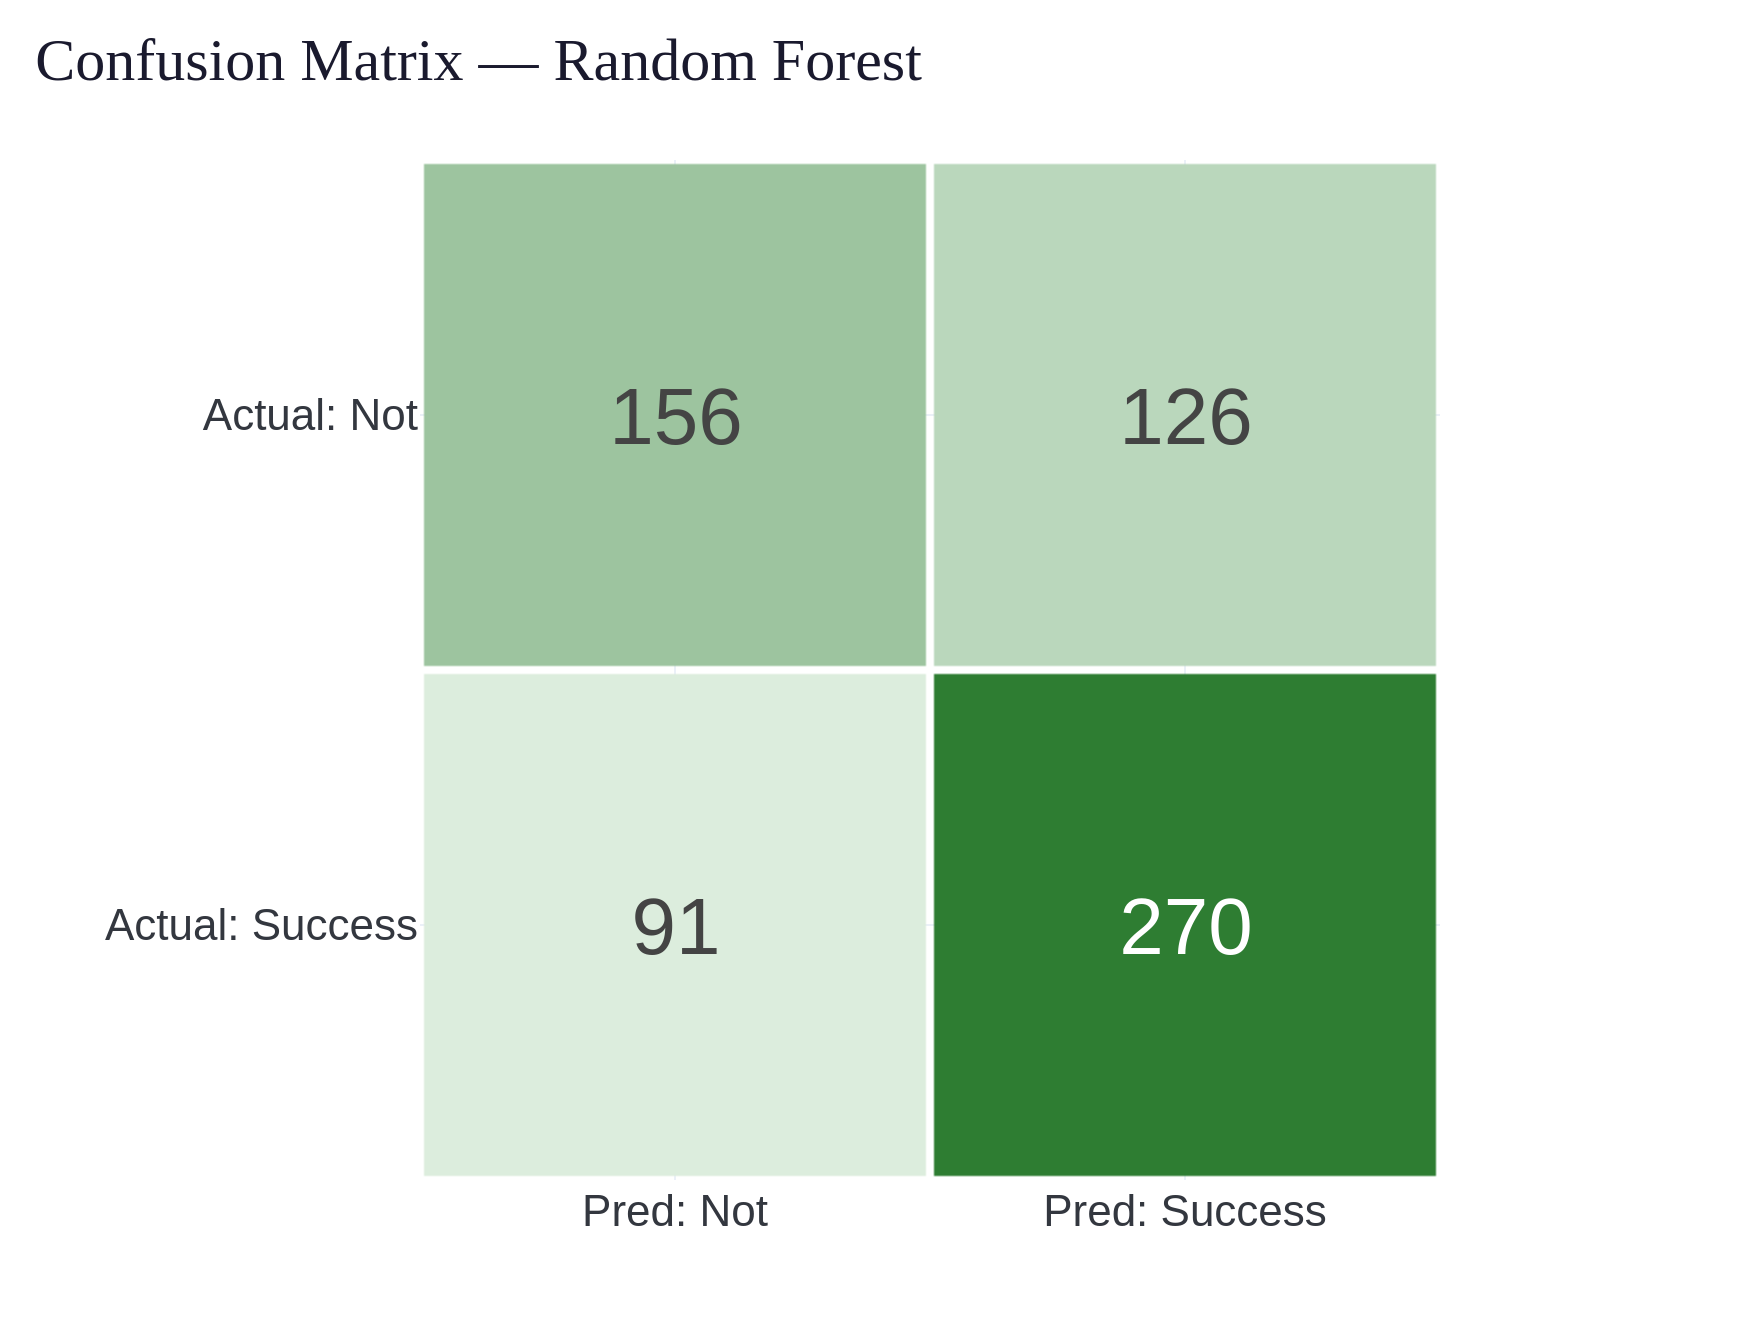 Confusion Matrix — Random Forest
Actual: Not 156 126
Actual: Success 91 270
Pred: Not Pred: Success